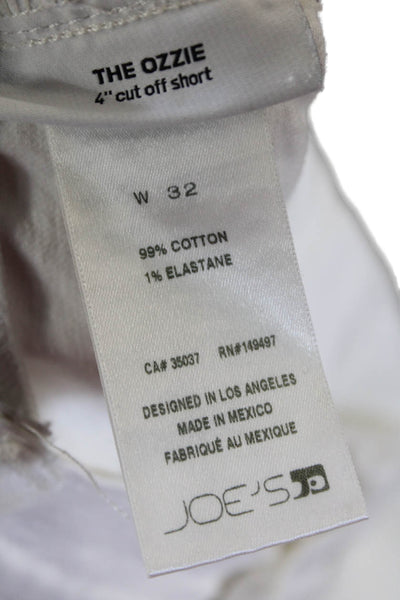 THE OZZIE
4" cut off short
W 32
99% COTTON
1% ELASTANE
CA# 35037 RN#149497
DESIGNED IN LOS ANGELES
MADE IN MEXICO
FABRIQUÉ AU MEXIQUE
JOE'S